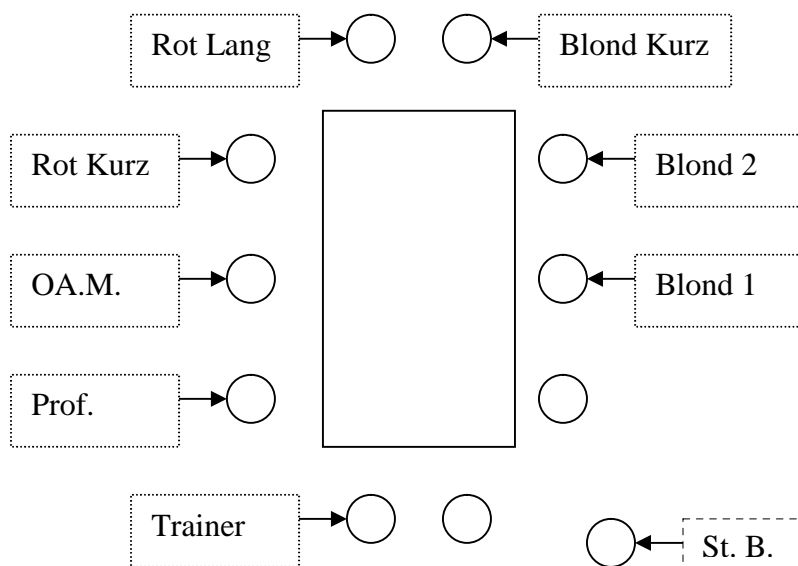 Rot Lang
Blond Kurz
Rot Kurz
Blond 2
OA.M.
Blond 1
Prof.
Trainer
St. B.